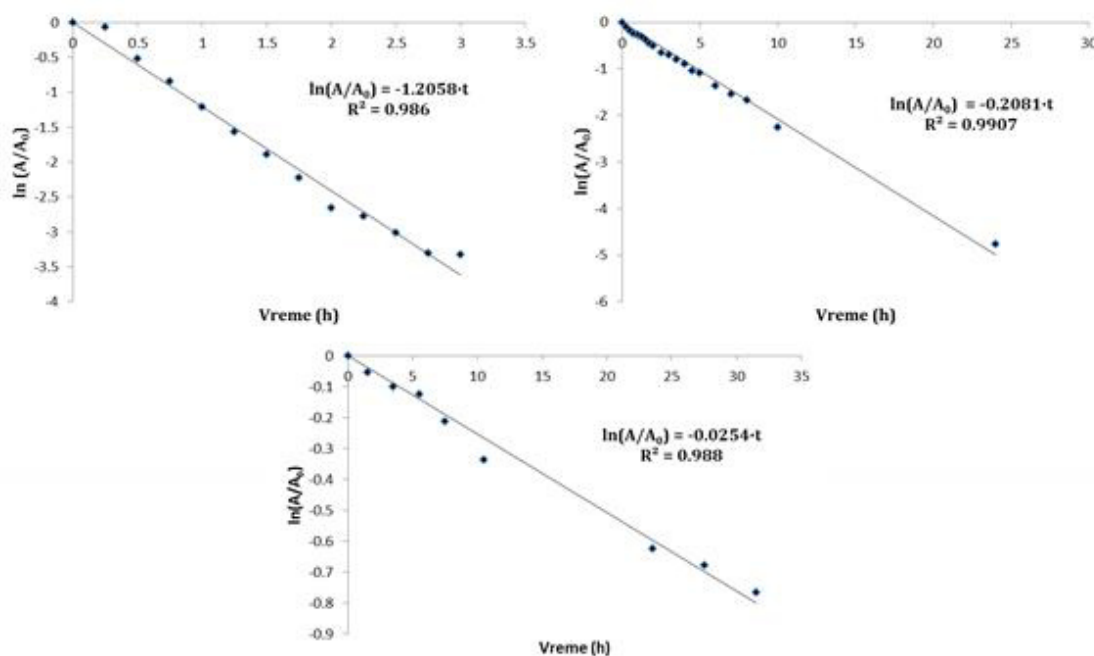 0 0.5 1 1.5 2 2.5 3 3.5
0
-0.5
-1
-1.5
-2
-2.5
-3
-3.5
-4
ln (A/A₀)
ln(A/A₀) = -1.2058·t
R² = 0.986
Vreme (h)
0 5 10 15 20 25 30
0
-1
-2
-3
-4
-5
-6
ln(A/A₀)
ln(A/A₀) = -0.2081·t
R² = 0.9907
Vreme (h)
0 5 10 15 20 25 30 35
0
-0.1
-0.2
-0.3
-0.4
-0.5
-0.6
-0.7
-0.8
-0.9
ln(A/A₀)
ln(A/A₀) = -0.0254·t
R² = 0.988
Vreme (h)